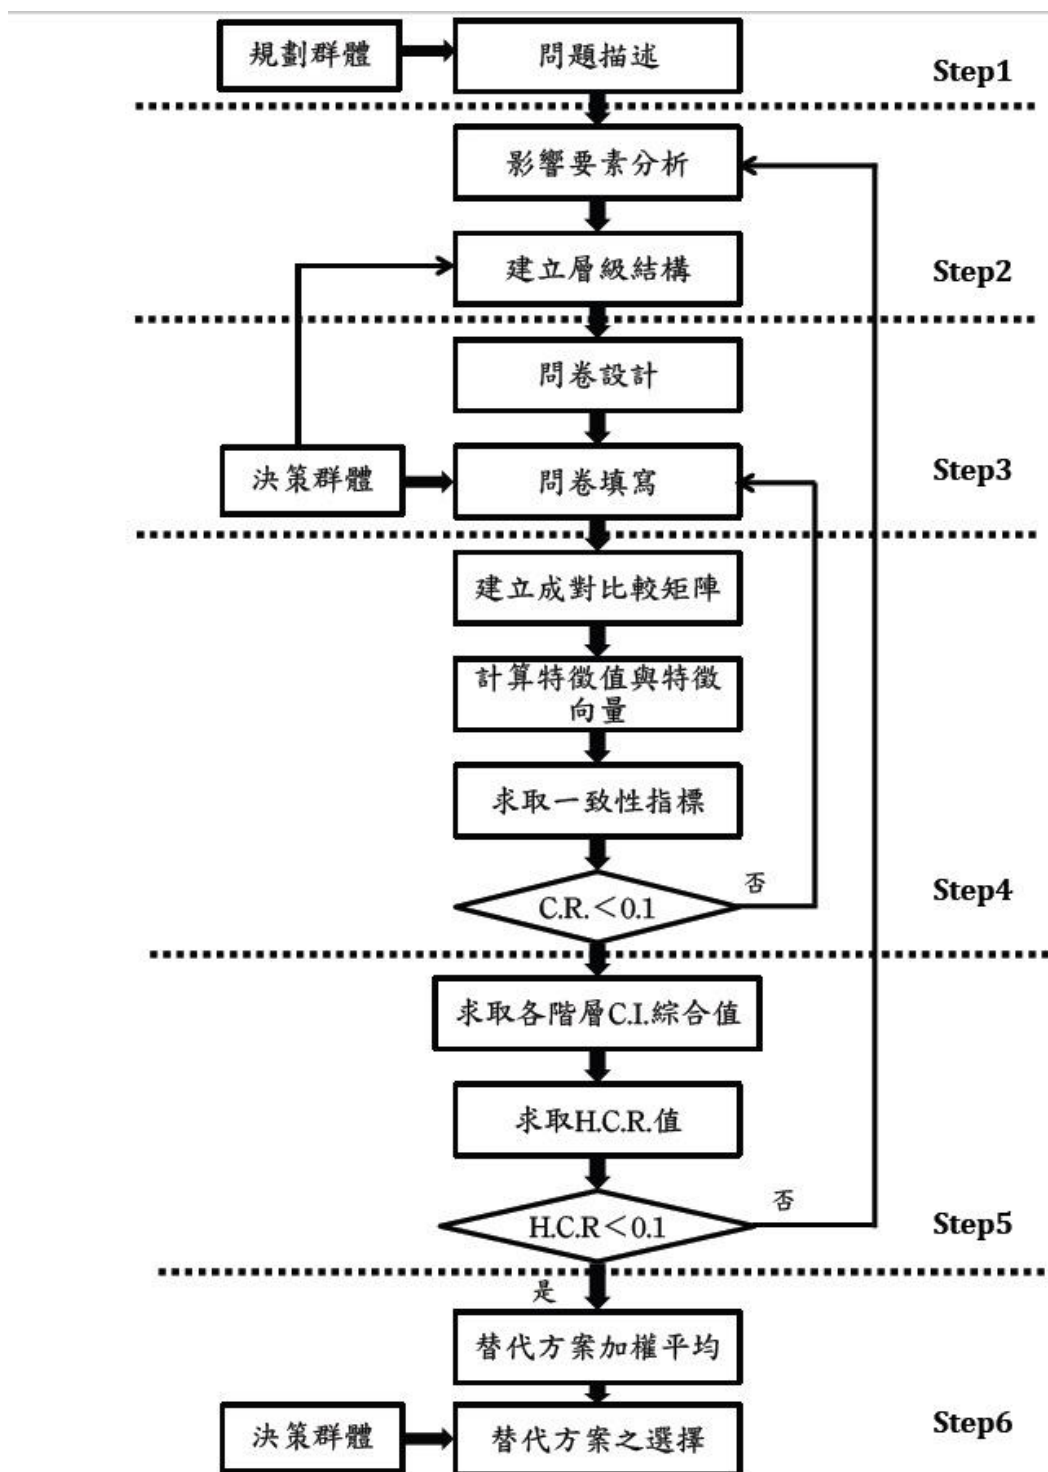 規劃群體
問題描述
Step1
影響要素分析
建立層級結構
Step2
問卷設計
決策群體
問卷填寫
Step3
建立成對比較矩陣
計算特徵值與特徵
向量
求取一致性指標
C.R.＜0.1
否
Step4
求取各階層C.I.綜合值
求取H.C.R.值
H.C.R＜0.1
否
Step5
是
替代方案加權平均
決策群體
替代方案之選擇
Step6